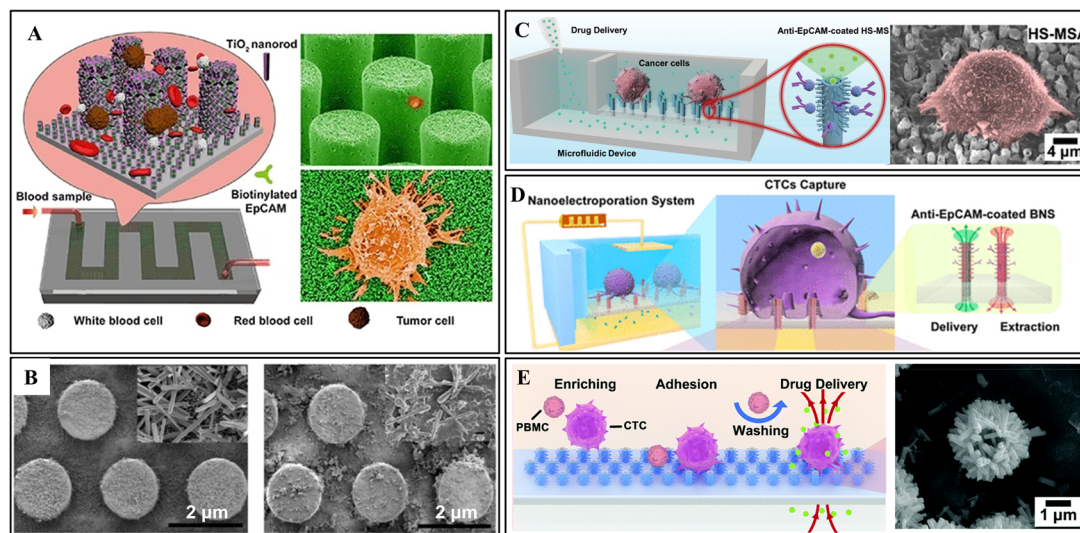 A
TiO2 nanorod
Blood sample
Biotinylated
EpCAM
White blood cell
Red blood cell
Tumor cell
B
2 μm
2 μm
C
Drug Delivery
Cancer cells
Microfluidic Device
Anti-EpCAM-coated HS-MS
HS-MSA
4 μm
D
Nanoelectroporation System
CTCs Capture
Anti-EpCAM-coated BNS
Delivery
Extraction
E
Enriching
Adhesion
Drug Delivery
PBMC
CTC
Washing
1 μm